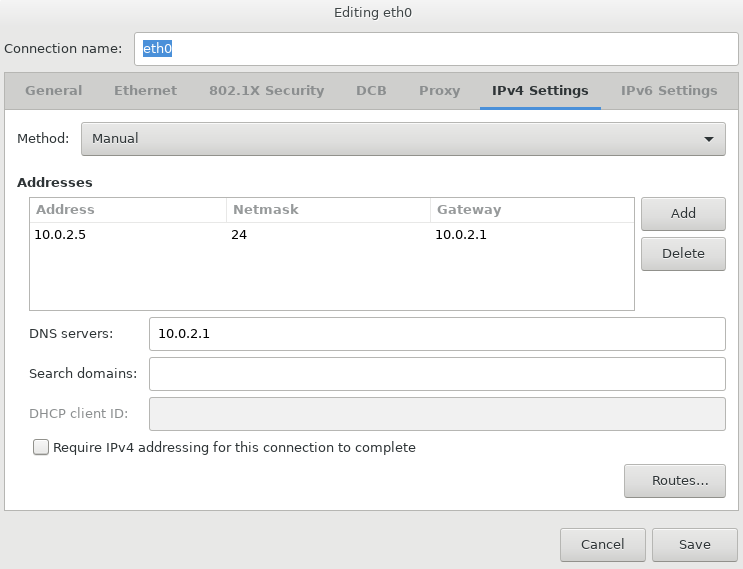 Editing eth0
Connection name: eth0
General Ethernet 802.1X Security DCB Proxy IPv4 Settings IPv6 Settings
Method: Manual
Addresses
Address Netmask Gateway
10.0.2.5 24 10.0.2.1
Add
Delete
DNS servers: 10.0.2.1
Search domains:
DHCP client ID:
Require IPv4 addressing for this connection to complete
Routes…
Cancel Save